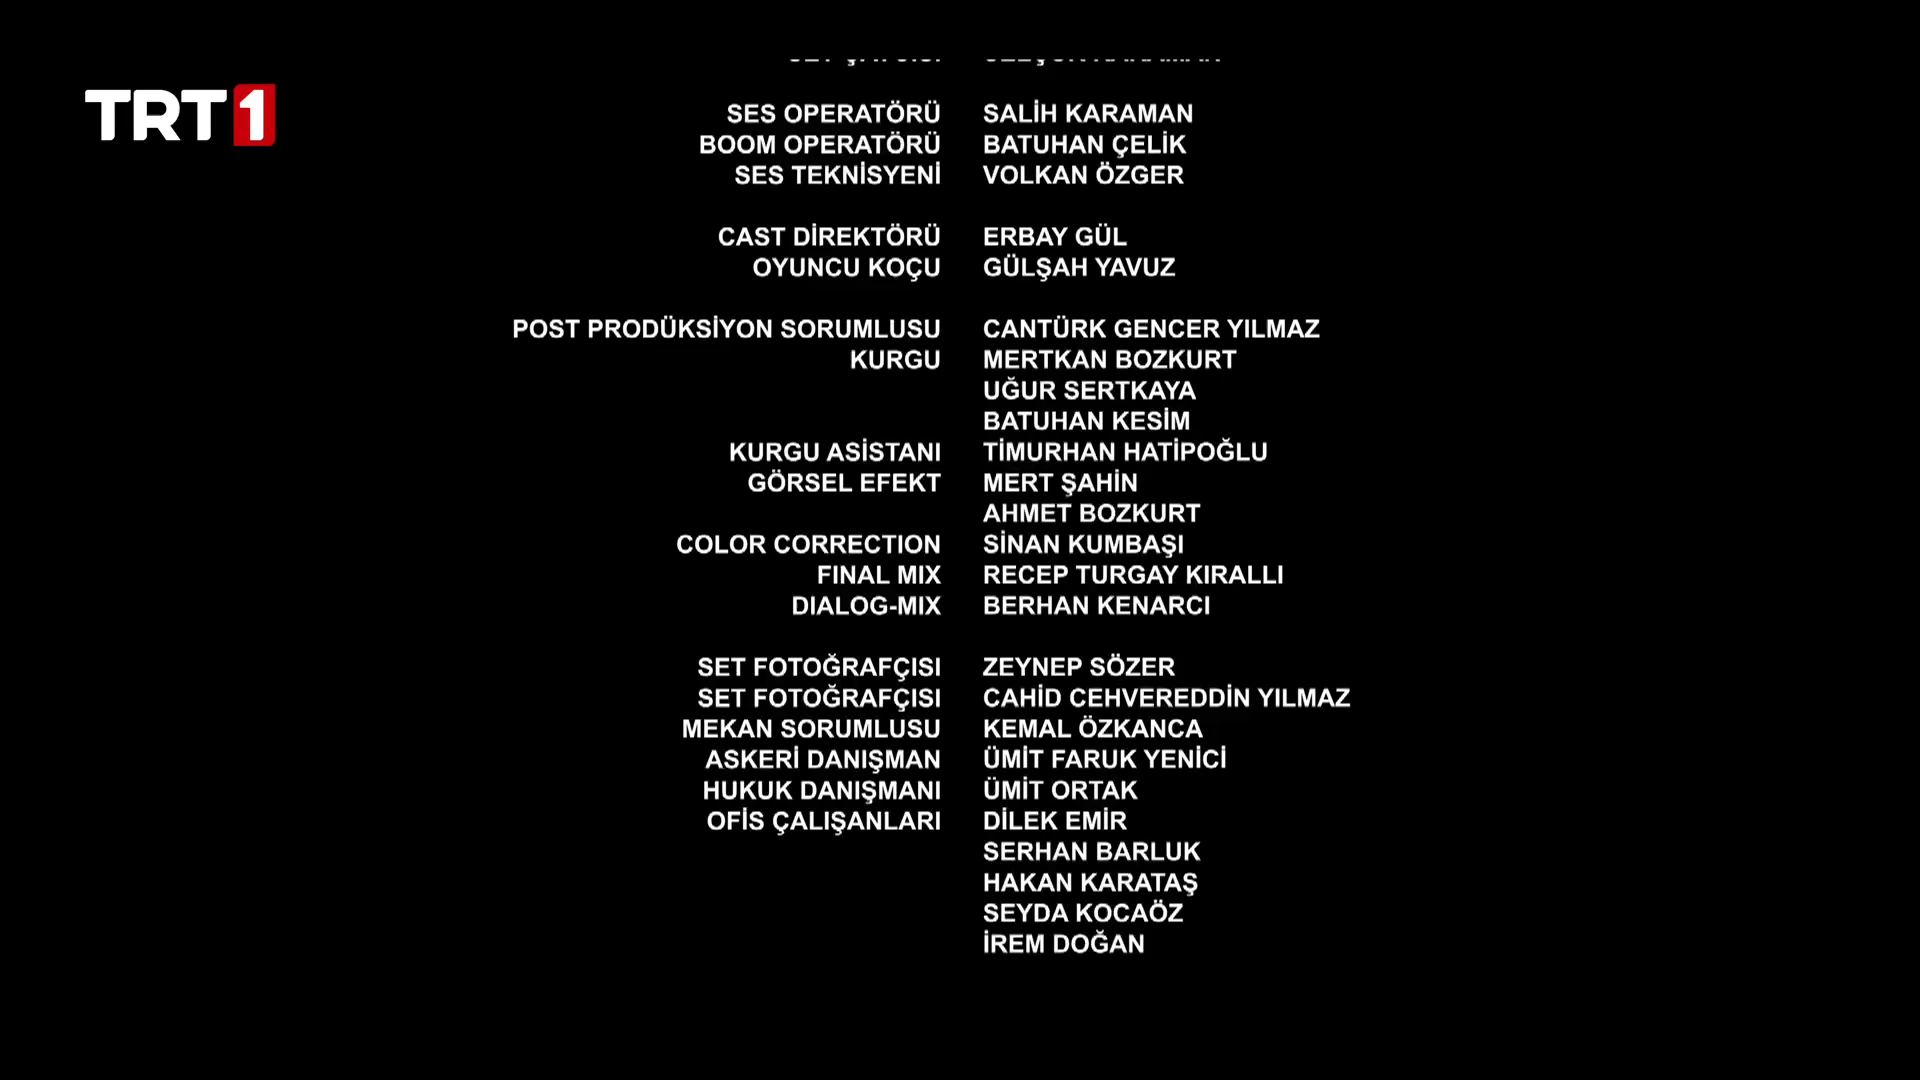 TRT 1
SES OPERATÖRÜ SALİH KARAMAN
BOOM OPERATÖRÜ BATUHAN ÇELİK
SES TEKNİSYENİ VOLKAN ÖZGER
CAST DİREKTÖRÜ ERBAY GÜL
OYUNCU KOÇU GÜLŞAH YAVUZ
POST PRODÜKSİYON SORUMLUSU CANTÜRK GENCER YILMAZ
KURGU MERTKAN BOZKURT
UĞUR SERTKAYA
BATUHAN KESİM
KURGU ASİSTANI TİMURHAN HATİPOĞLU
GÖRSEL EFEKT MERT ŞAHİN
AHMET BOZKURT
COLOR CORRECTION SİNAN KUMBAŞI
FINAL MIX RECEP TURGAY KIRALLI
DIALOG-MIX BERHAN KENARCI
SET FOTOĞRAFÇISI ZEYNEP SÖZER
SET FOTOĞRAFÇISI CAHİD CEHVEREDDİN YILMAZ
MEKAN SORUMLUSU KEMAL ÖZKANCA
ASKERİ DANIŞMAN ÜMİT FARUK YENİCİ
HUKUK DANIŞMANI ÜMİT ORTAK
OFİS ÇALIŞANLARI DİLEK EMİR
SERHAN BARLUK
HAKAN KARATAŞ
SEYDA KOCAÖZ
İREM DOĞAN